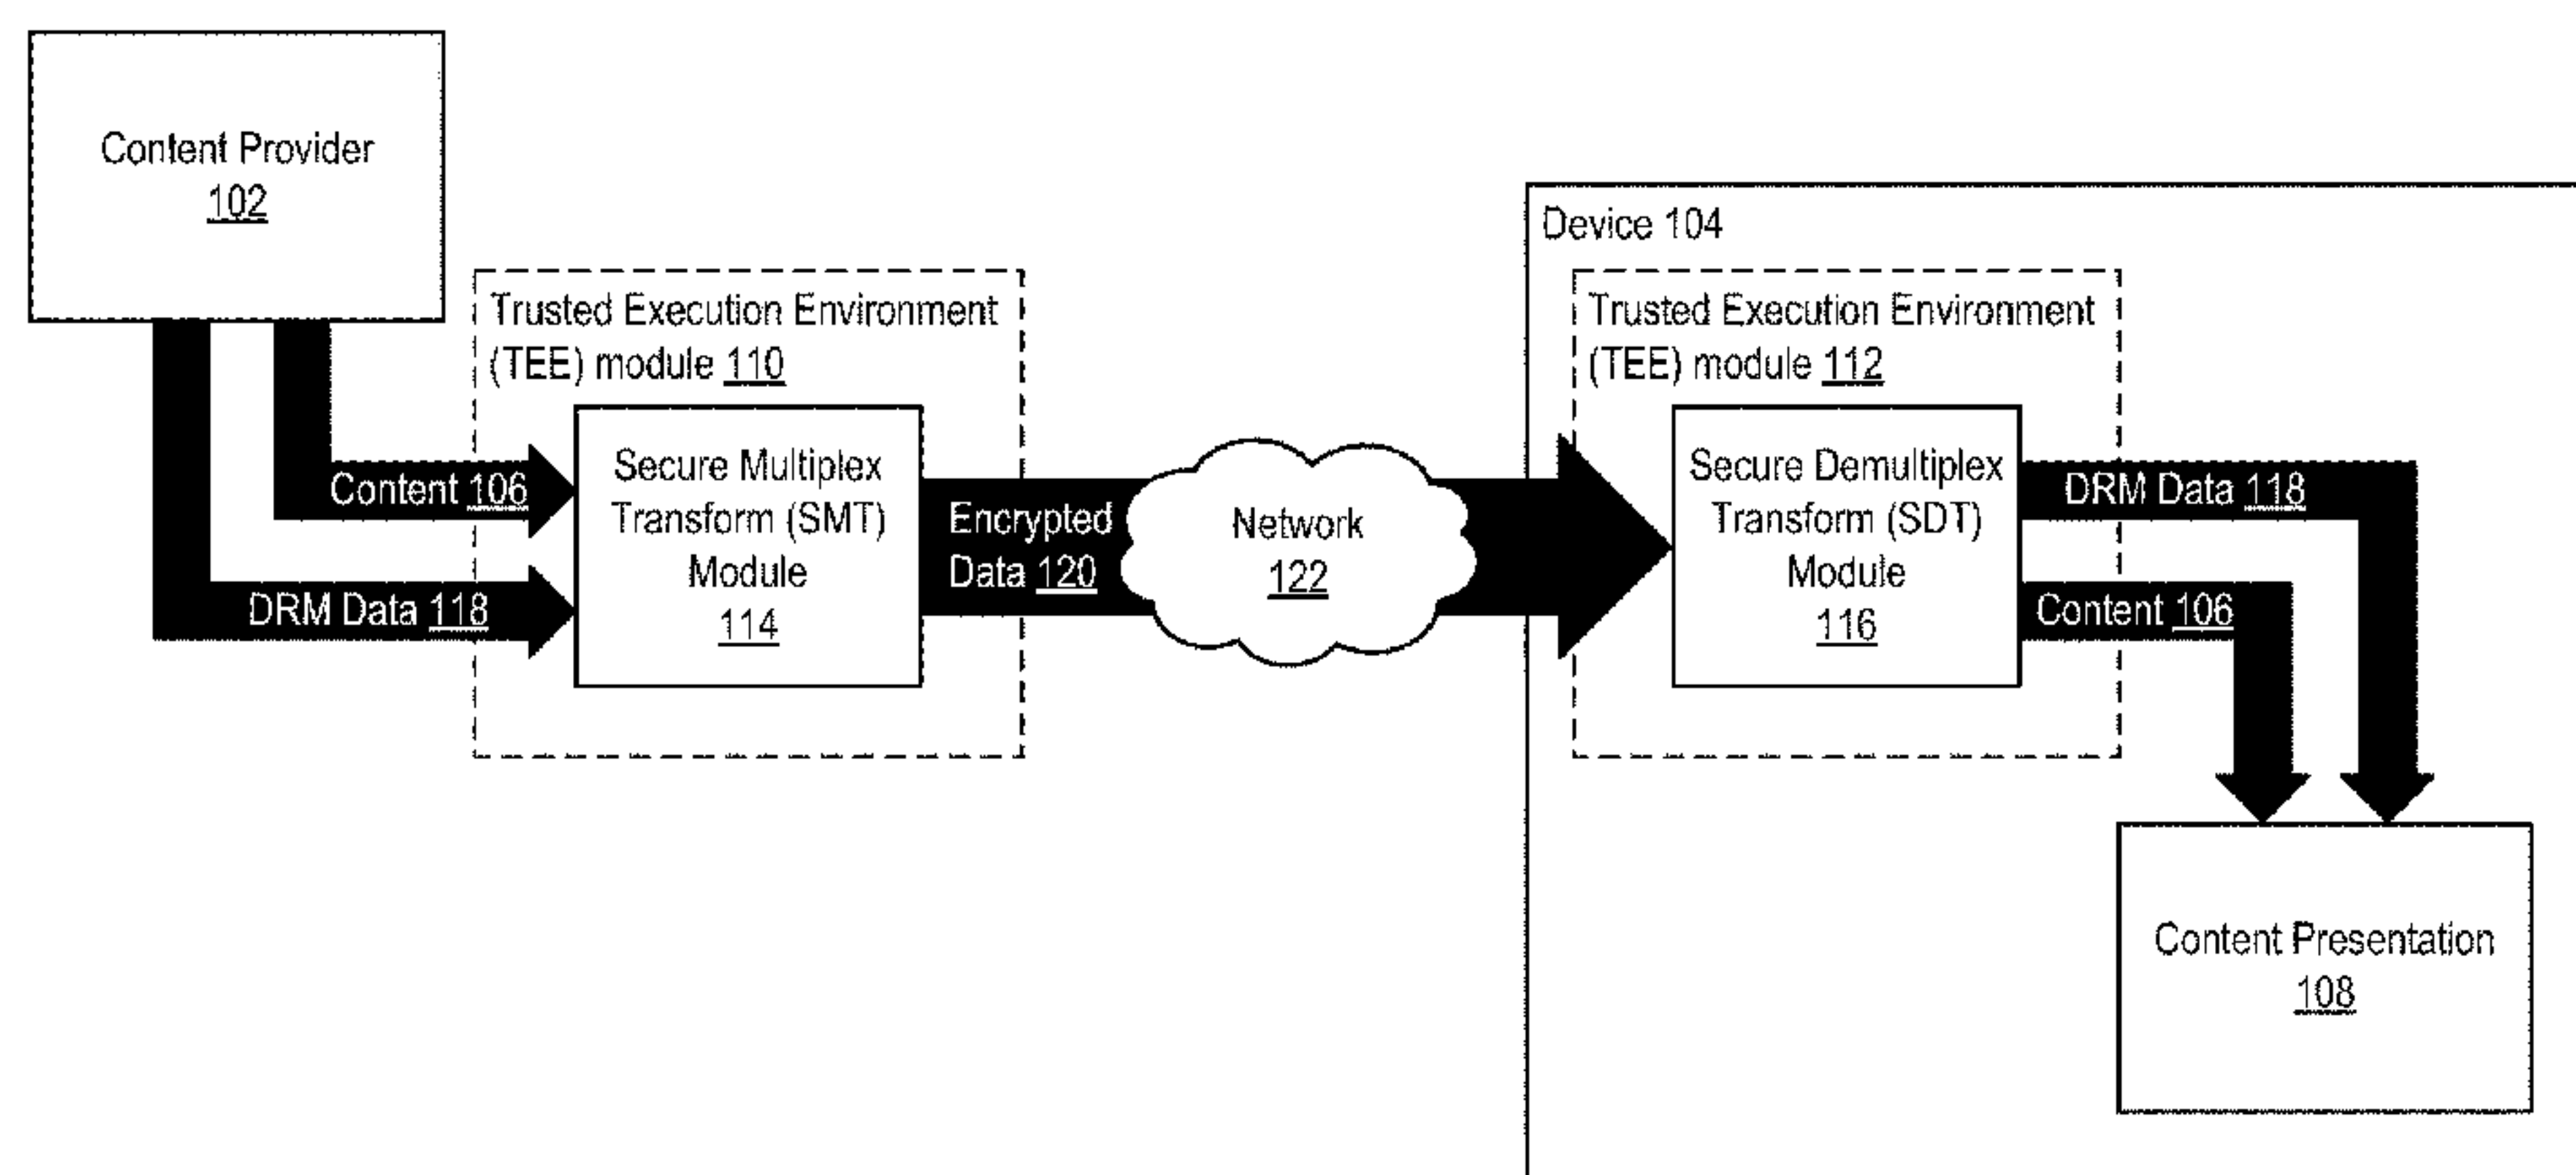 Content Provider
102
Trusted Execution Environment
(TEE) module 110
Content 106
DRM Data 118
Secure Multiplex
Transform (SMT)
Module
114
Encrypted
Data 120
Network
122
Device 104
Trusted Execution Environment
(TEE) module 112
Secure Demultiplex
Transform (SDT)
Module
116
DRM Data 118
Content 106
Content Presentation
108